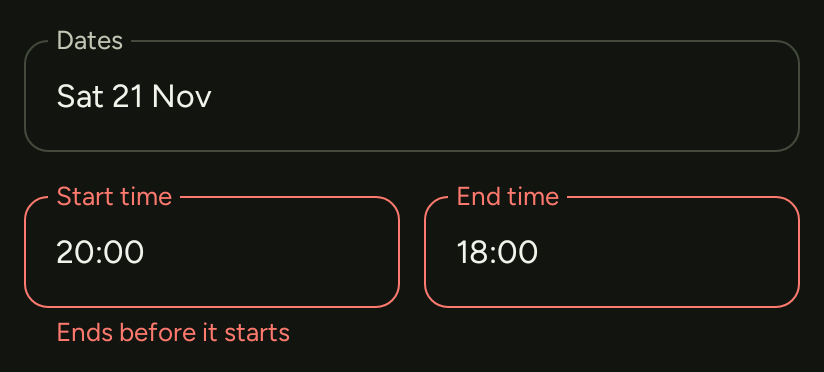 Dates
Sat 21 Nov
Start time
20:00
End time
18:00
Ends before it starts